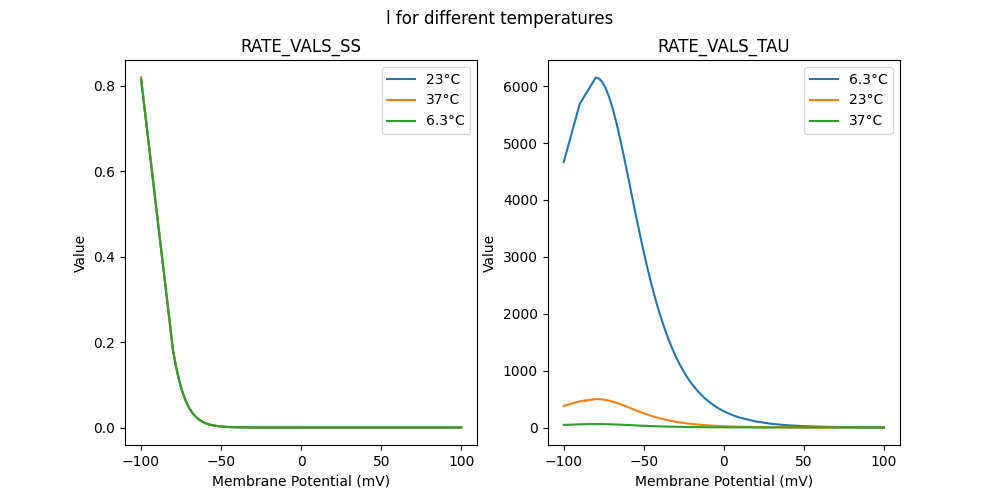 l for different temperatures
RATE_VALS_SS
RATE_VALS_TAU
23°C
37°C
6.3°C
6.3°C
23°C
37°C
Value
0.8
0.6
0.4
0.2
0.0
−100
−50
0
50
100
Membrane Potential (mV)
Value
6000
5000
4000
3000
2000
1000
0
−100
−50
0
50
100
Membrane Potential (mV)